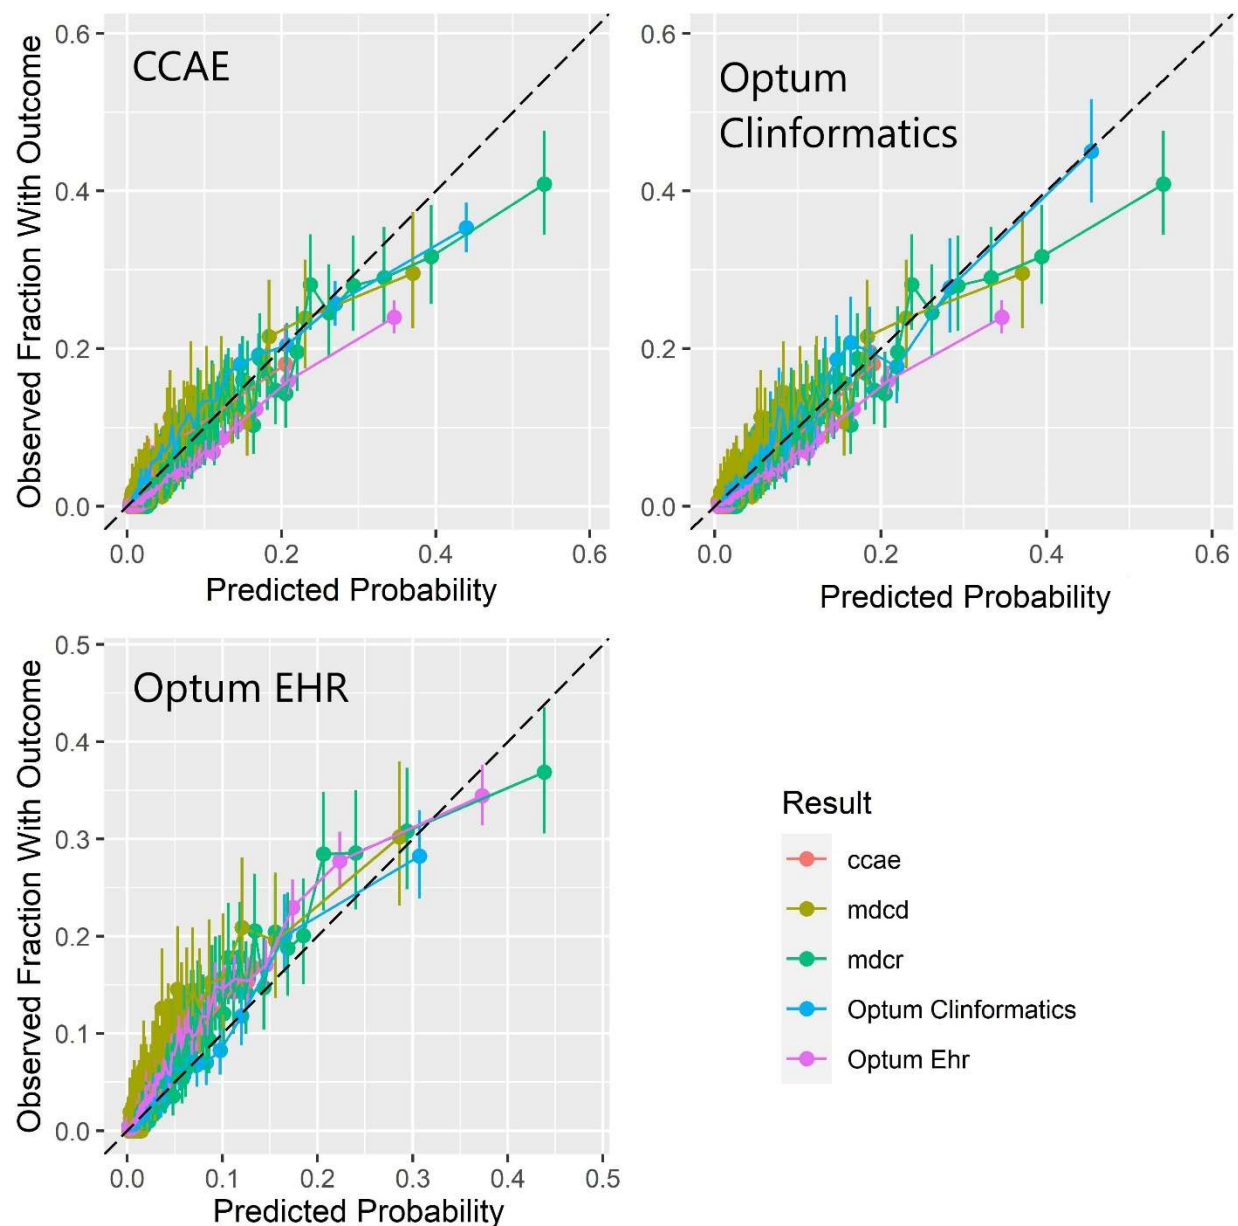 CCAE
Observed Fraction With Outcome
0.6
0.4
0.2
0.0
0.0 0.2 0.4 0.6
Predicted Probability
Optum
Clinformatics
0.6
0.4
0.2
0.0
0.0 0.2 0.4 0.6
Predicted Probability
Optum EHR
Observed Fraction With Outcome
0.5
0.4
0.3
0.2
0.1
0.0
0.0 0.1 0.2 0.3 0.4 0.5
Predicted Probability
Result
ccae
mdcd
mdcr
Optum Clinformatics
Optum Ehr